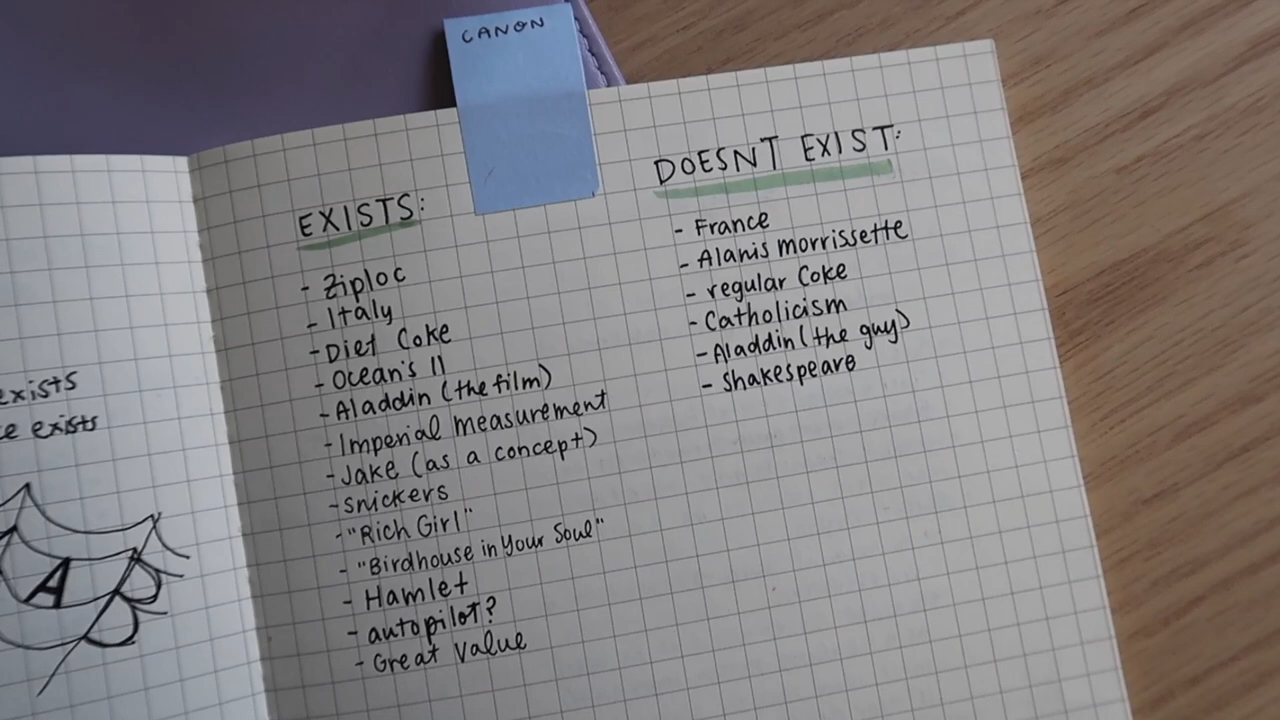 CANON
exists
exists
A
EXISTS:
- Ziploc
- Italy
- Diet Coke
- Ocean's 11
- Aladdin (the film)
- Imperial measurement
- Jake (as a concept)
- Snickers
- "Rich Girl"
- "Birdhouse in Your Soul"
- Hamlet
- autopilot?
- Great Value
DOESNT EXIST:
- France
- Alanis morrissette
- regular Coke
- Catholicism
- Aladdin (the guy)
- Shakespeare